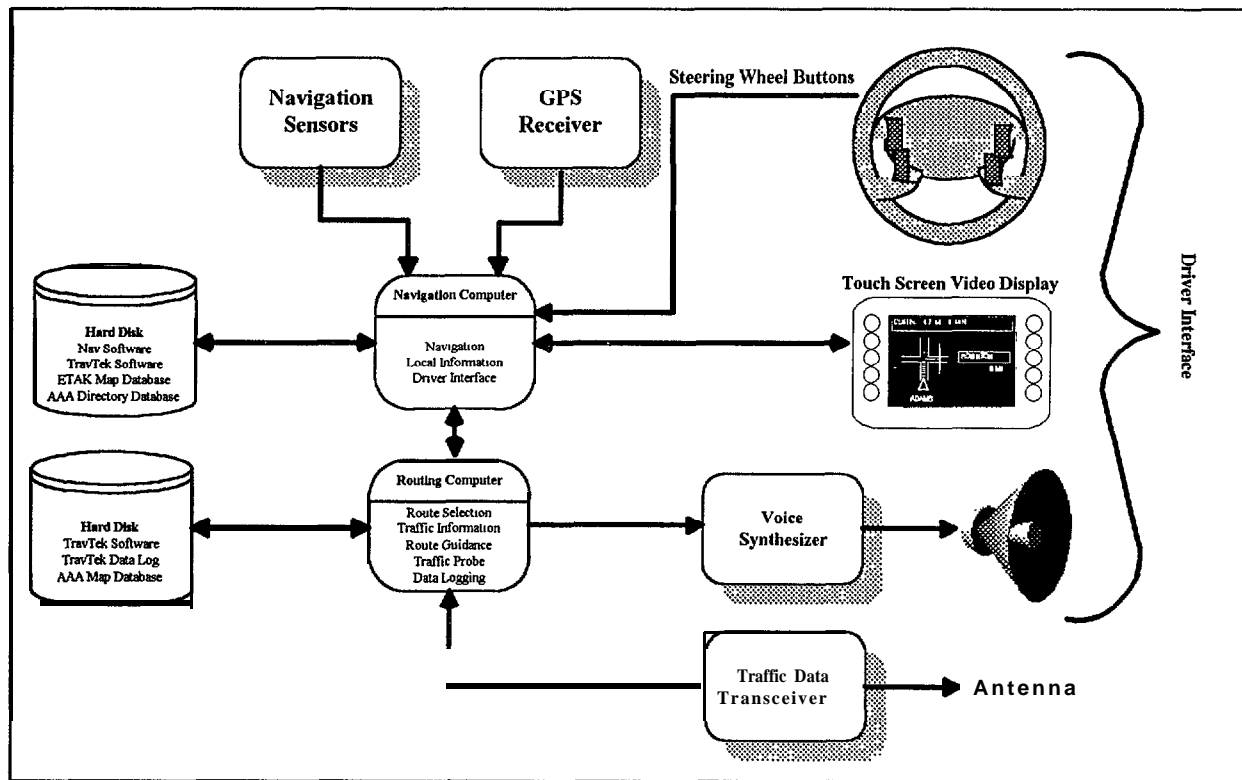 Navigation
Sensors
GPS
Receiver
Steering Wheel Buttons
Touch Screen Video Display
ADAMS
Driver Interface
Hard Disk
Nav Software
TravTek Software
ETAK Map Database
AAA Directory Database
Navigation Computer
Navigation
Local Information
Driver Interface
Hard Disk
TravTek Software
TravTek Data Log
AAA Map Database
Routing Computer
Route Selection
Traffic Information
Route Guidance
Traffic Probe
Data Logging
Voice
Synthesizer
Traffic Data
Transceiver
Antenna